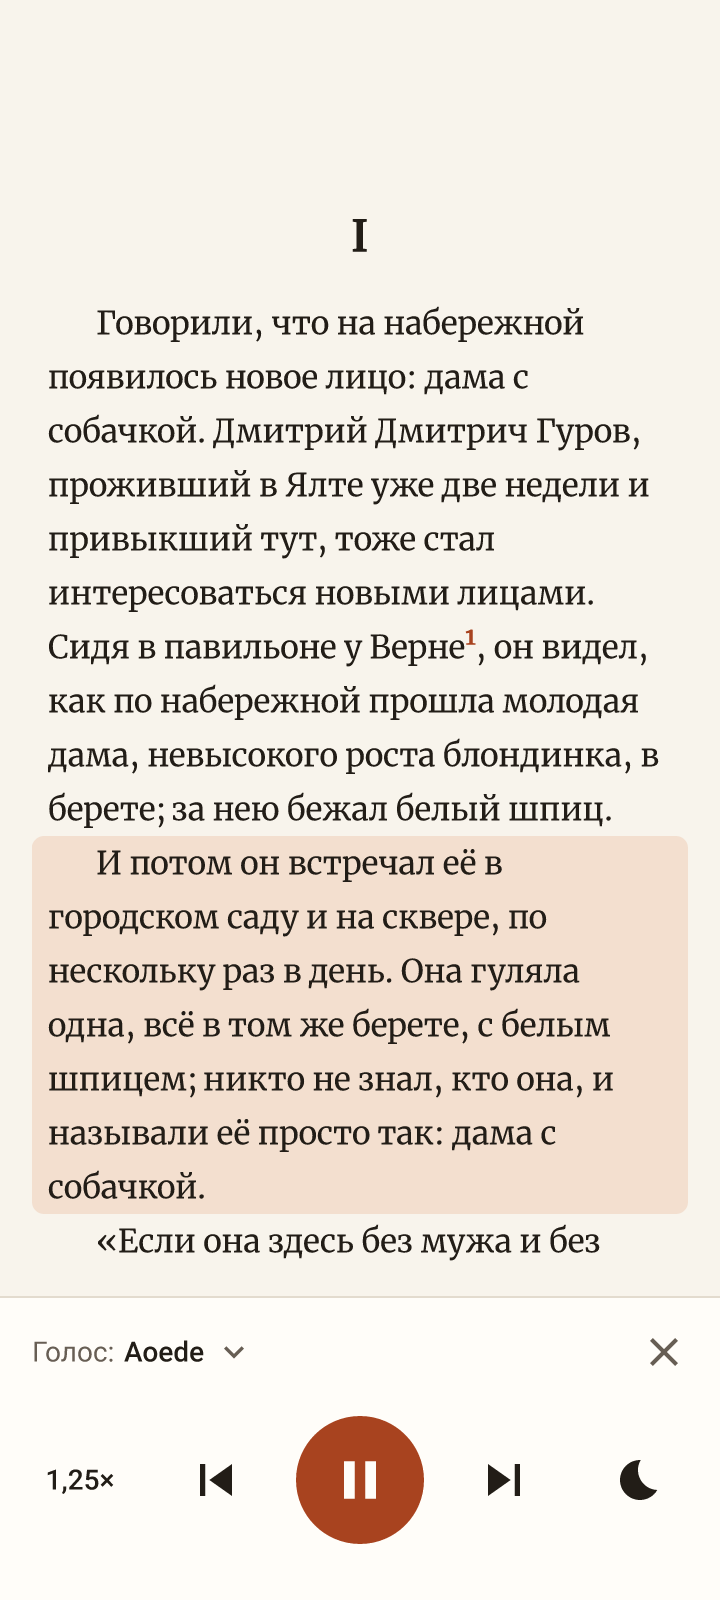 I
Говорили, что на набережной
появилось новое лицо: дама с
собачкой. Дмитрий Дмитрич Гуров,
проживший в Ялте уже две недели и
привыкший тут, тоже стал
интересоваться новыми лицами.
Сидя в павильоне у Верне¹, он видел,
как по набережной прошла молодая
дама, невысокого роста блондинка, в
берете; за нею бежал белый шпиц.
И потом он встречал её в
городском саду и на сквере, по
нескольку раз в день. Она гуляла
одна, всё в том же берете, с белым
шпицем; никто не знал, кто она, и
называли её просто так: дама с
собачкой.
«Если она здесь без мужа и без
Голос: Aoede
1,25×